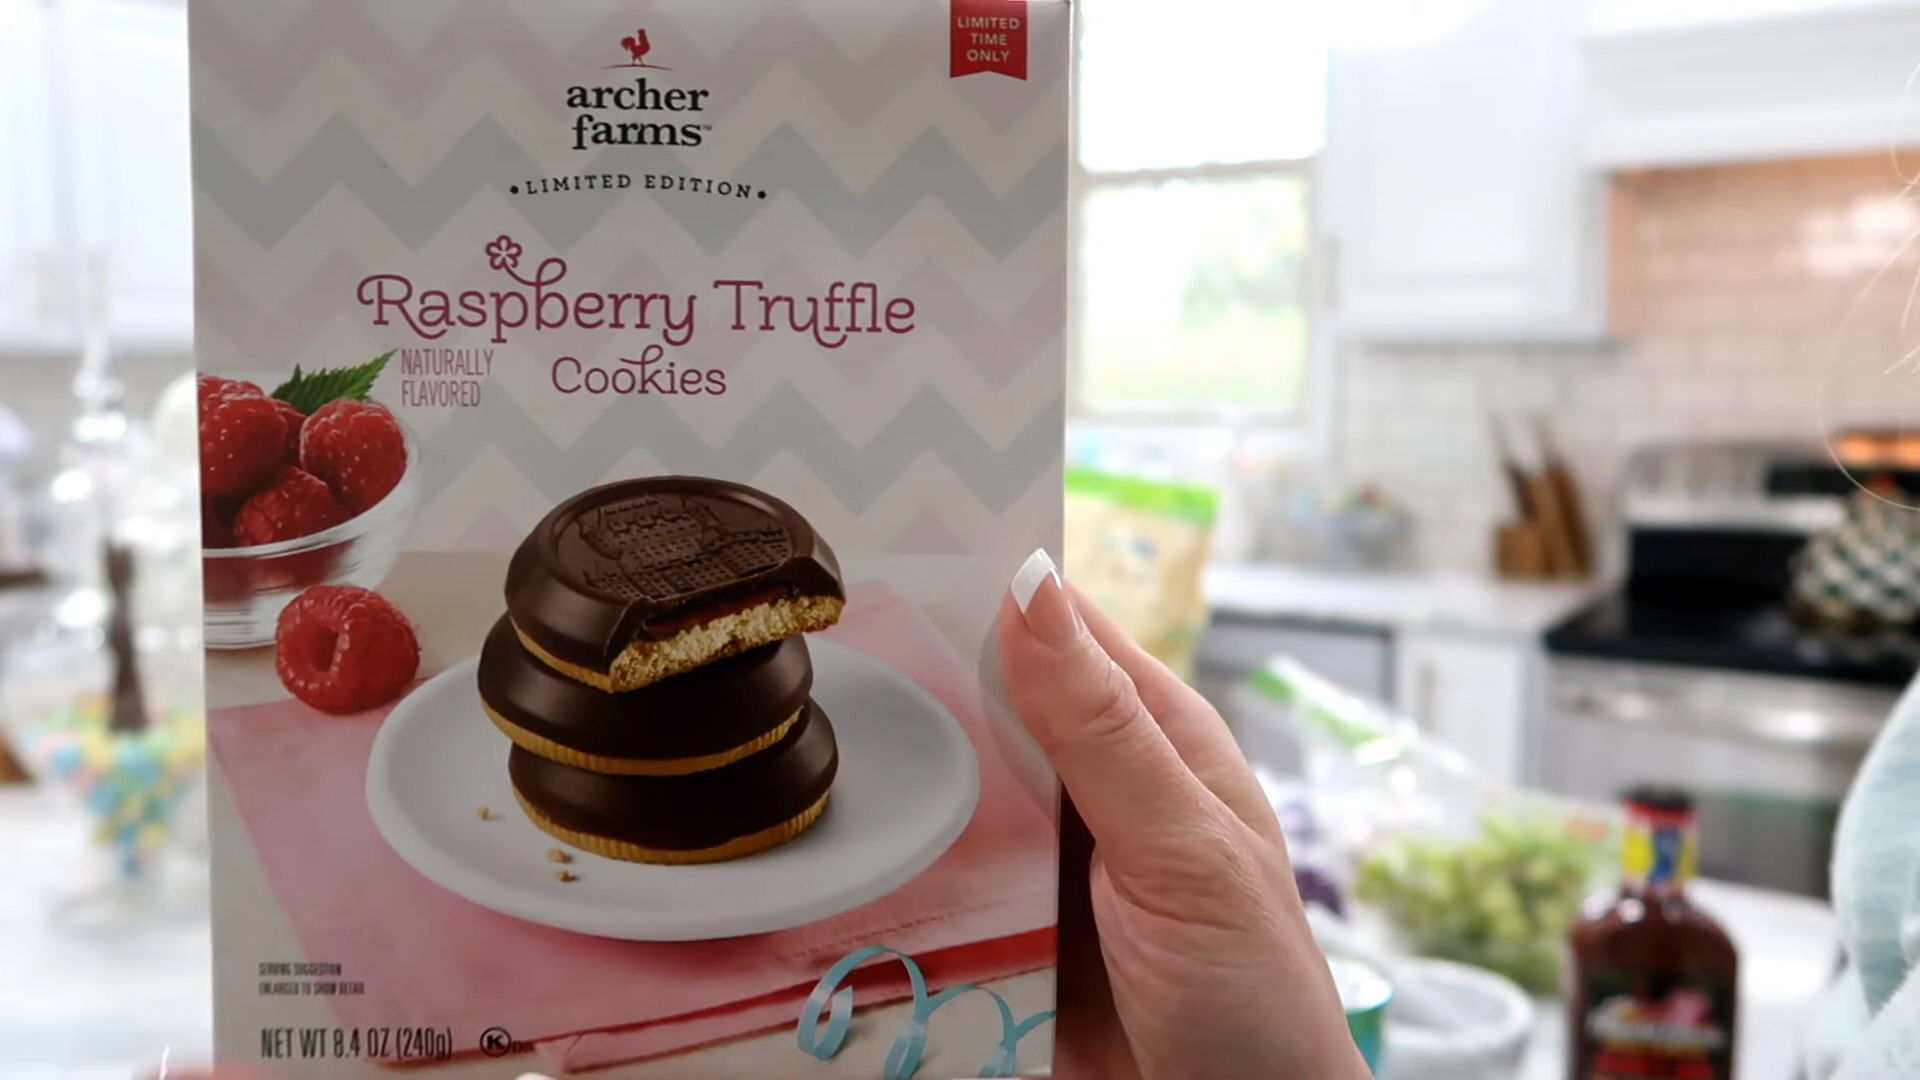 LIMITED
TIME
ONLY
archer
farms™
•LIMITED EDITION•
Raspberry Truffle
NATURALLY
FLAVORED
Cookies
SERVING SUGGESTION
ENLARGED TO SHOW DETAIL
NET WT 8.4 OZ (240g)
K